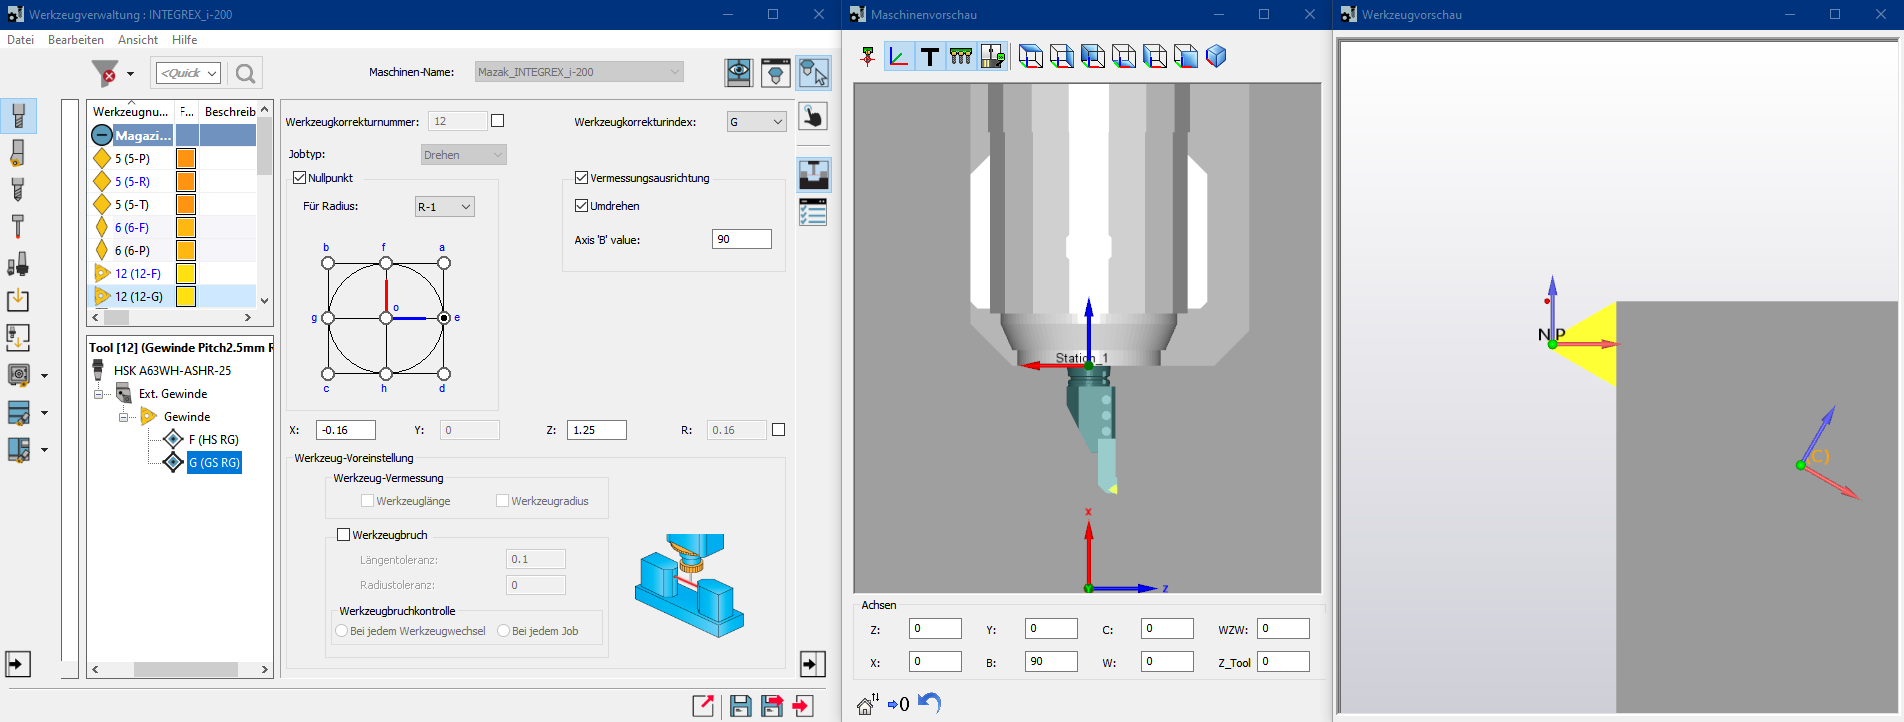 Werkzeugverwaltung : INTEGREX_i-200
Datei Bearbeiten Ansicht Hilfe
<Quick
Maschinen-Name: Mazak_INTEGREX_i-200
Werkzeugnu... F... Beschreib
Magazi...
5 (5-P)
5 (5-R)
5 (5-T)
6 (6-F)
6 (6-P)
12 (12-F)
12 (12-G)
Tool [12] (Gewinde Pitch2.5mm R
HSK A63WH-ASHR-25
Ext. Gewinde
Gewinde
F (HS RG)
G (GS RG)
Werkzeugkorrekturnummer: 12
Werkzeugkorrekturindex: G
Jobtyp: Drehen
Nullpunkt
Für Radius: R-1
b f a
g o e
c h d
Vermessungsausrichtung
Umdrehen
Axis 'B' value: 90
X: -0.16 Y: 0 Z: 1.25 R: 0.16
Werkzeug-Voreinstellung
Werkzeug-Vermessung
Werkzeuglänge Werkzeugradius
Werkzeugbruch
Längentoleranz: 0.1
Radiustoleranz: 0
Werkzeugbruchkontrolle
Bei jedem Werkzeugwechsel Bei jedem Job
Maschinenvorschau
Station_1
X
Y
Z
Achsen
Z: 0 Y: 0 C: 0 WZW: 0
X: 0 B: 90 W: 0 Z_Tool 0
0
Werkzeugvorschau
N P
(C)